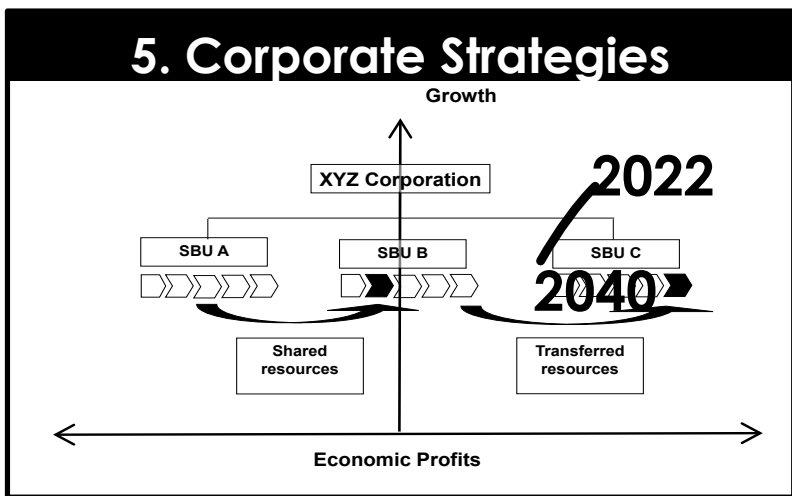 5. Corporate Strategies
Growth
XYZ Corporation
2022
SBU A
SBU B
SBU C
2040
Shared
resources
Transferred
resources
Economic Profits